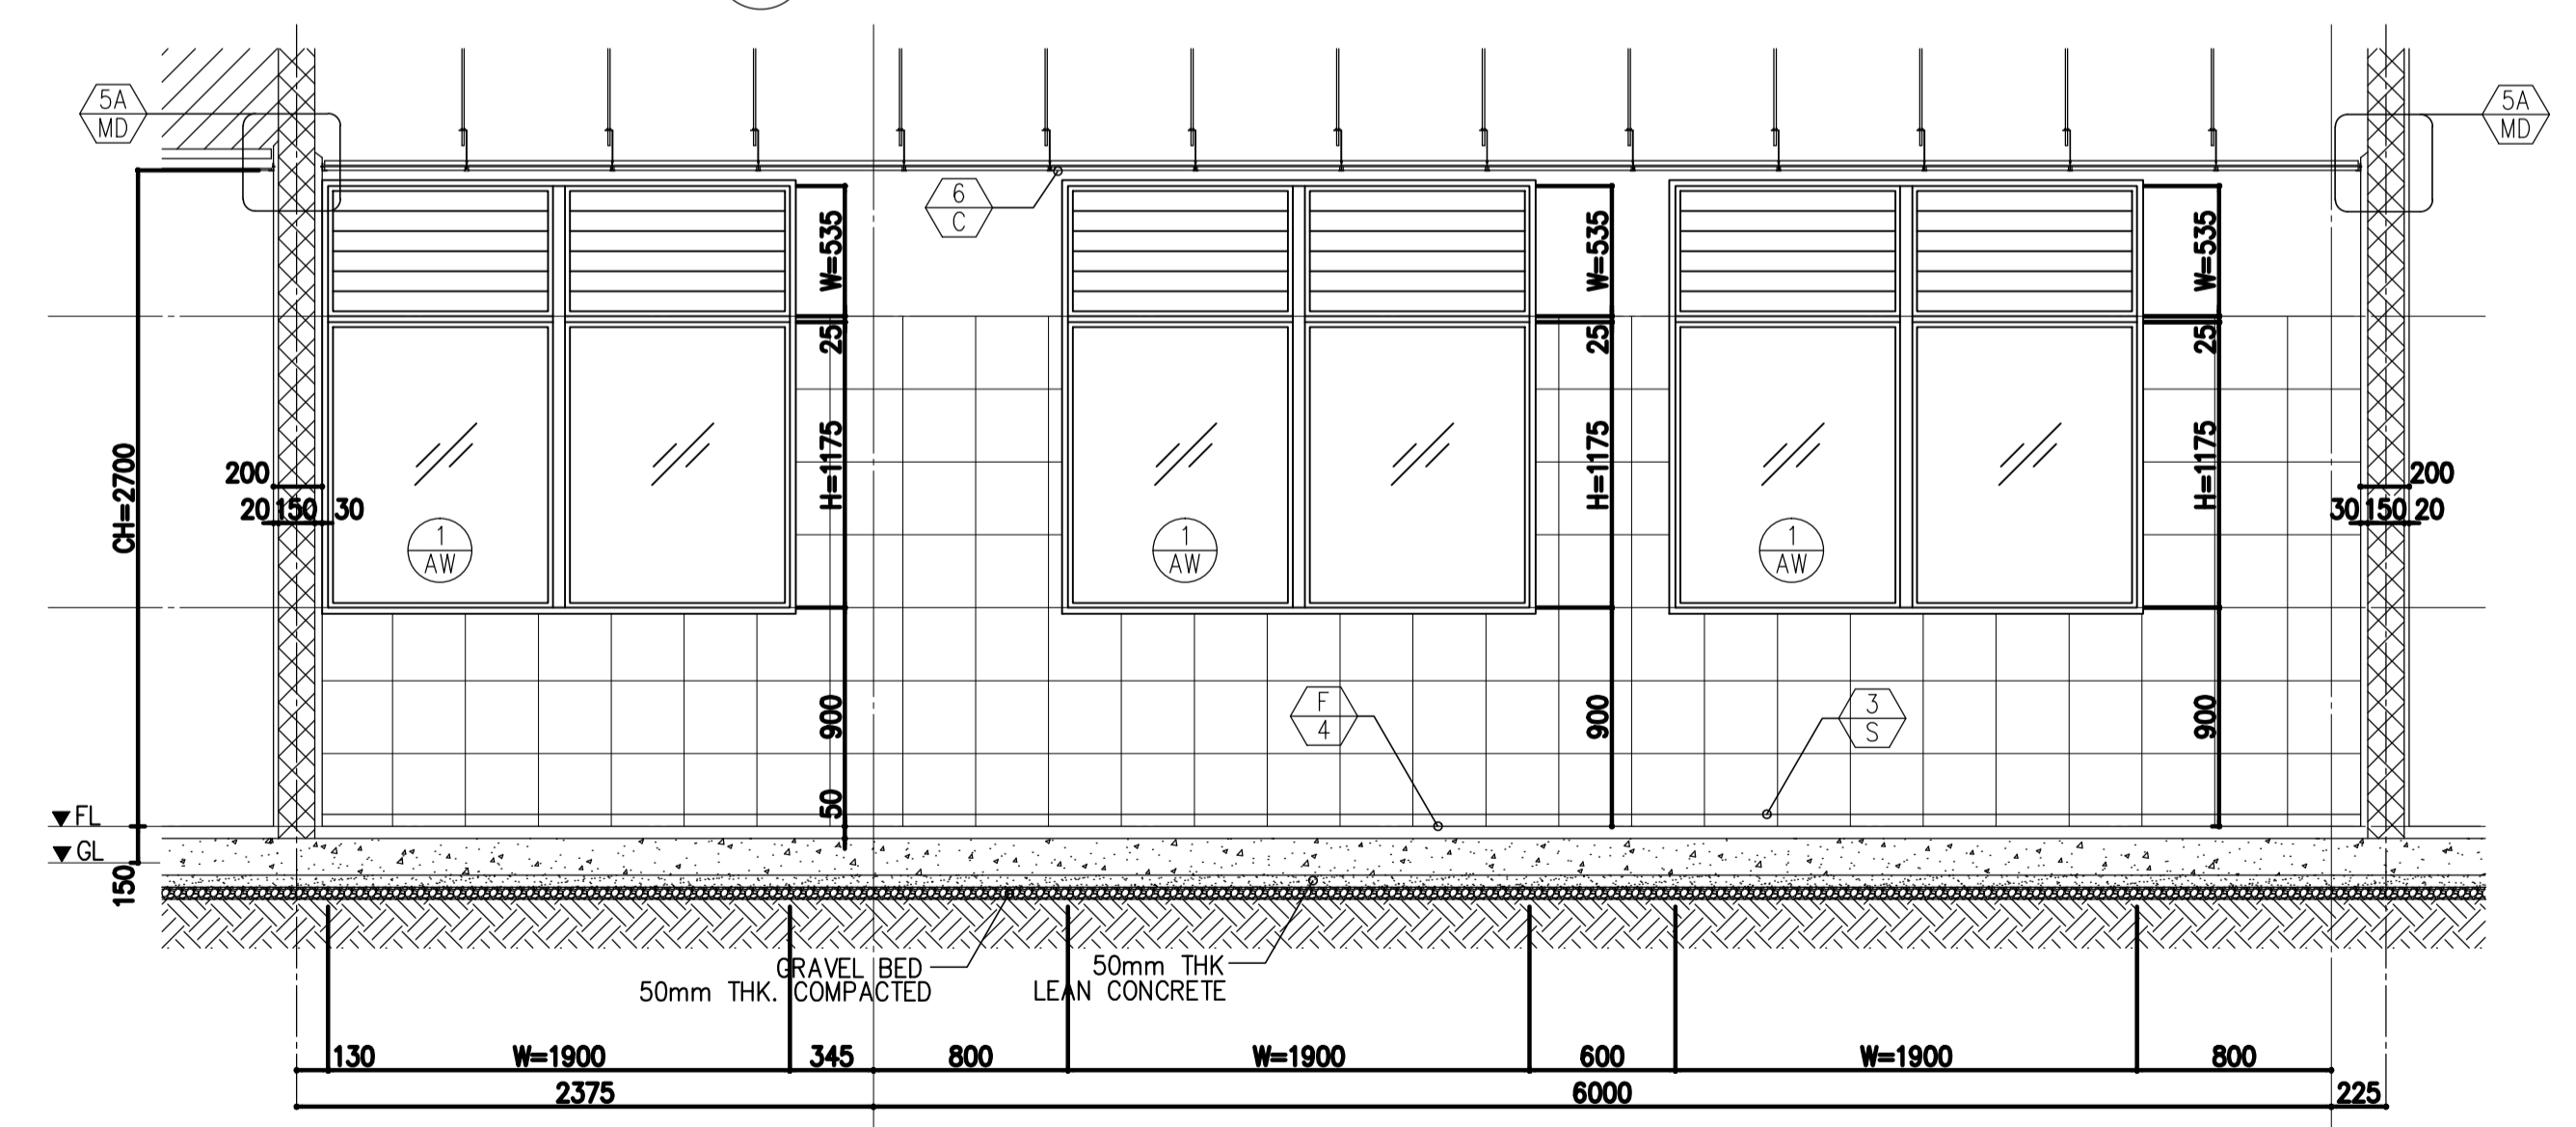 5A
MD
5A
MD
6
C
W=535
W=535
W=535
25
25
25
CH=2700
H=1175
H=1175
H=1175
200
20 150 30
200
30 150 20
1
AW
1
AW
1
AW
900
900
900
F
4
3
S
50
FL
GL
150
GRAVEL BED
50mm THK. COMPACTED
50mm THK
LEAN CONCRETE
130 W=1900 345 800 W=1900 600 W=1900 800
2375 6000 225